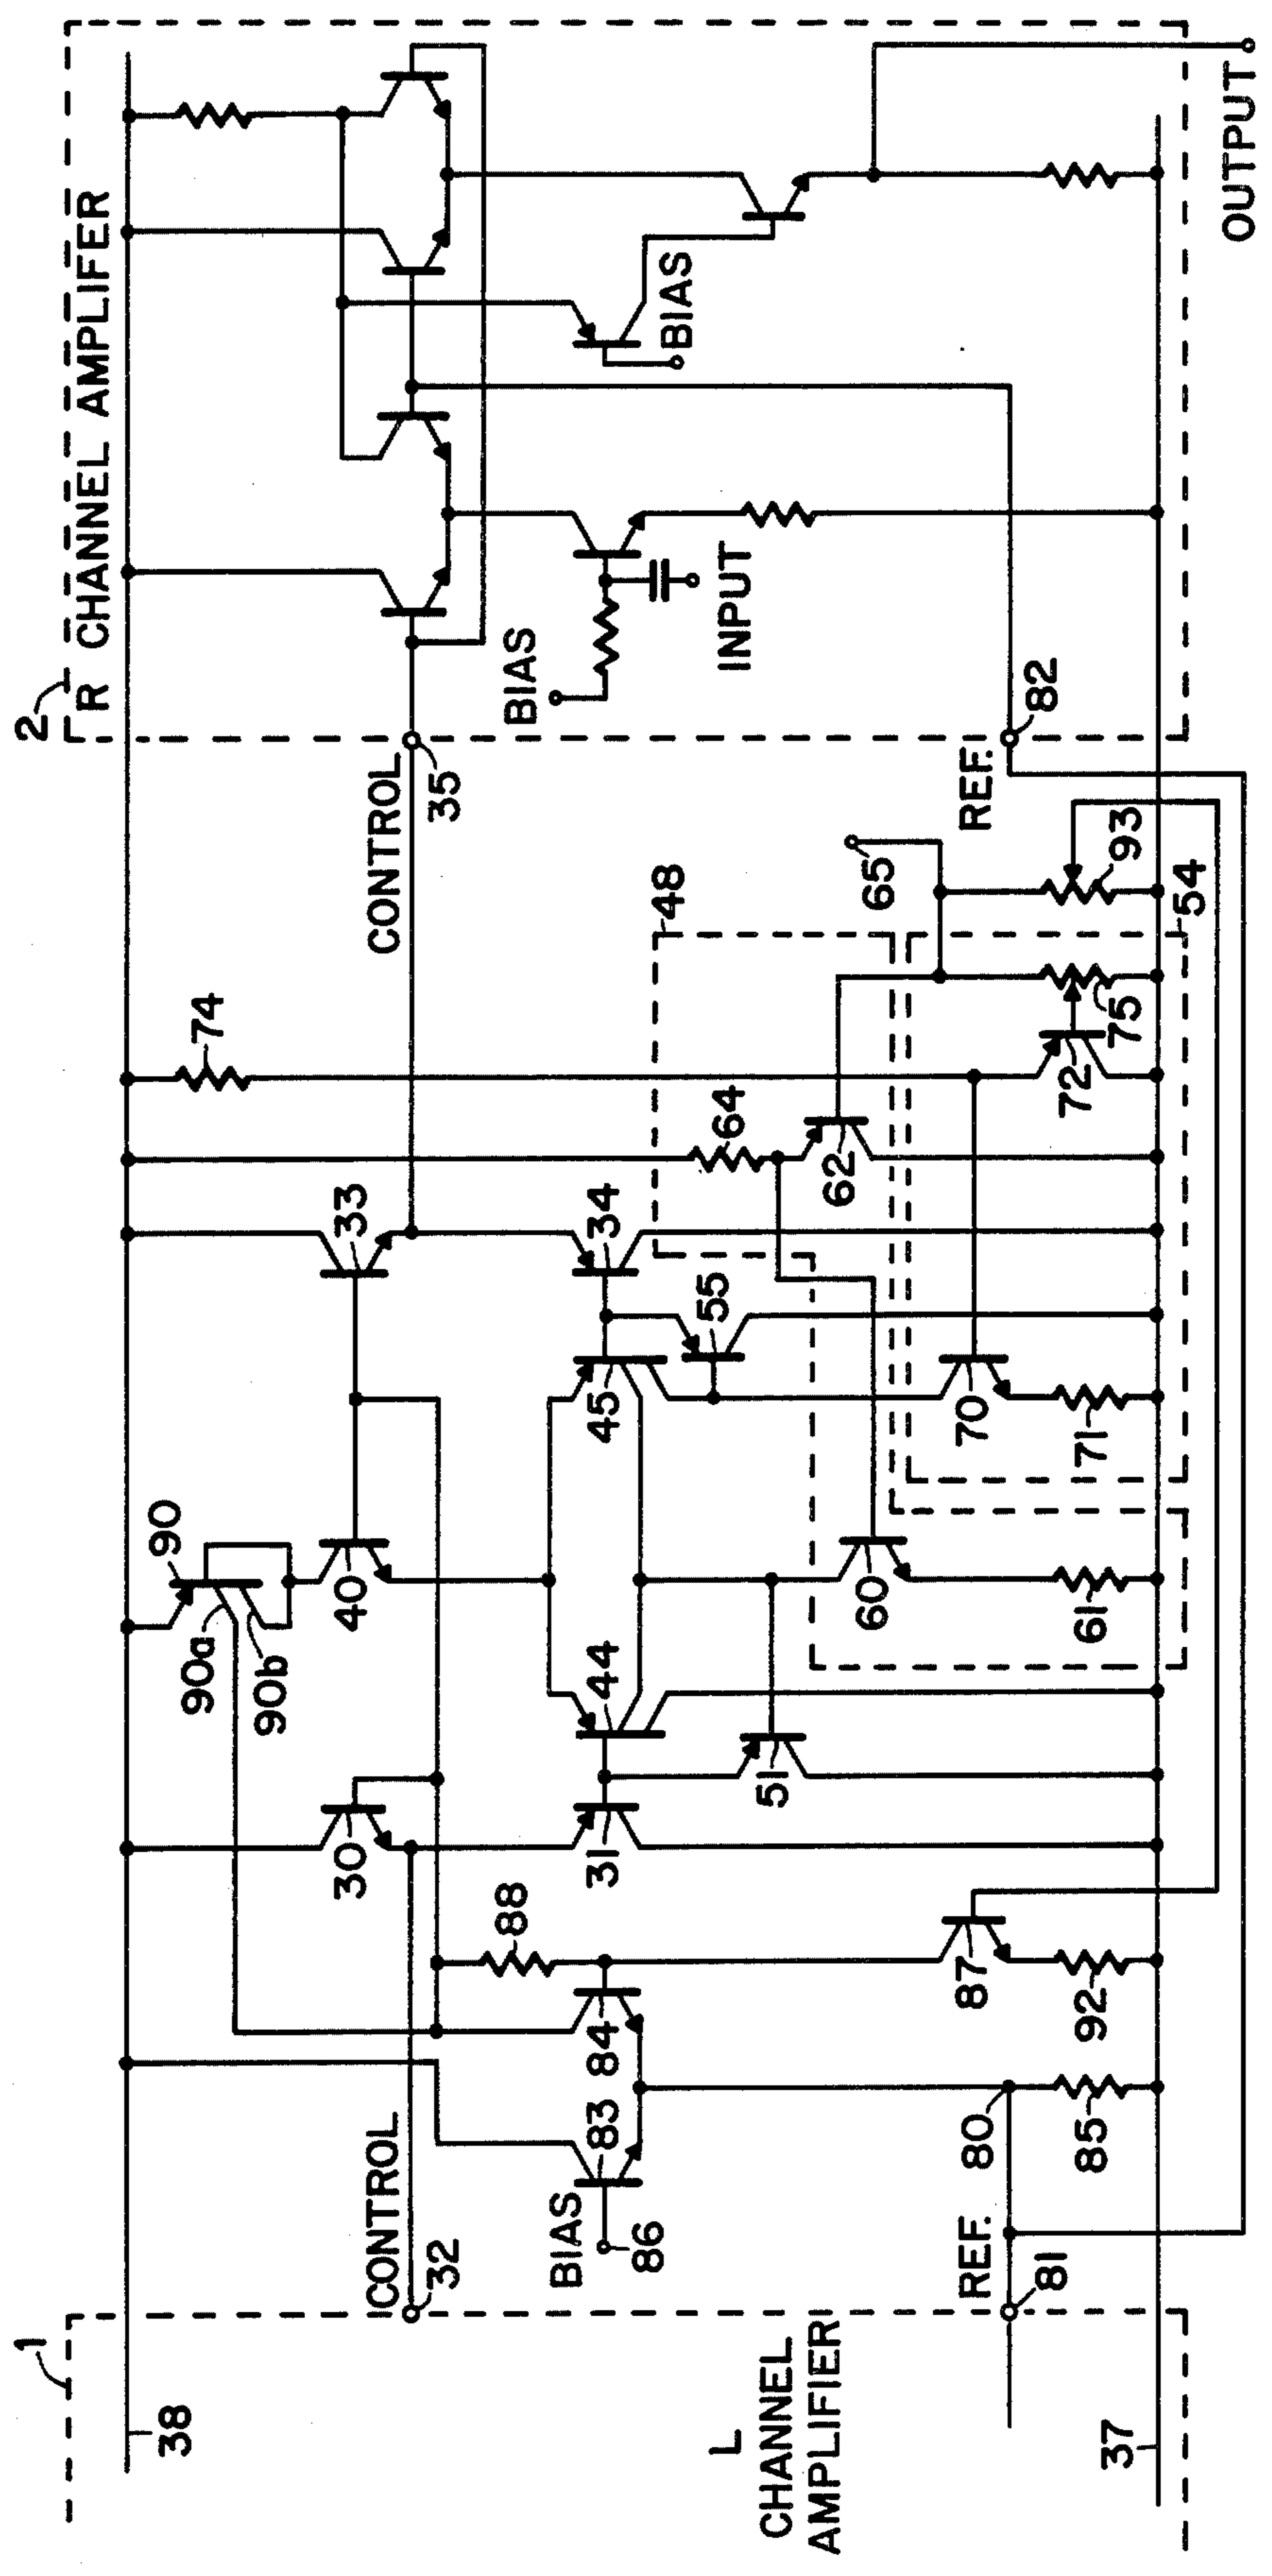 1
2
R CHANNEL AMPLIFER
38
90
90a
90b
74
30
40
33
CONTROL
32
CONTROL
35
88
BIAS
86
83
84
31
44
45
34
55
48
64
BIAS
BIAS
INPUT
L
CHANNEL
AMPLIFIER
51
60
62
65
REF.
81
80
87
70
72
REF.
82
85
92
61
71
75
93
37
54
OUTPUT